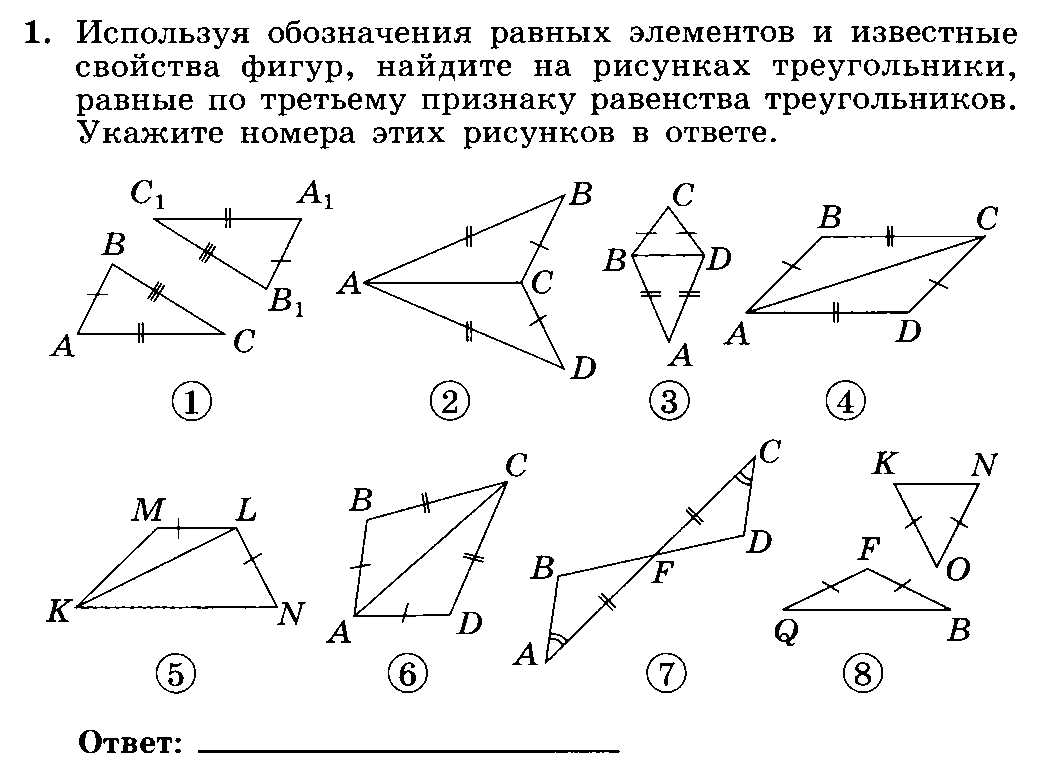 1. Используя обозначения равных элементов и известные
свойства фигур, найдите на рисунках треугольники,
равные по третьему признаку равенства треугольников.
Укажите номера этих рисунков в ответе.
C₁ A₁ B B₁ A C
B A C D
C B D A
B C A D
① ② ③ ④
M L K N
C B A D
C B F D A
K N F O Q B
⑤ ⑥ ⑦ ⑧
Ответ: